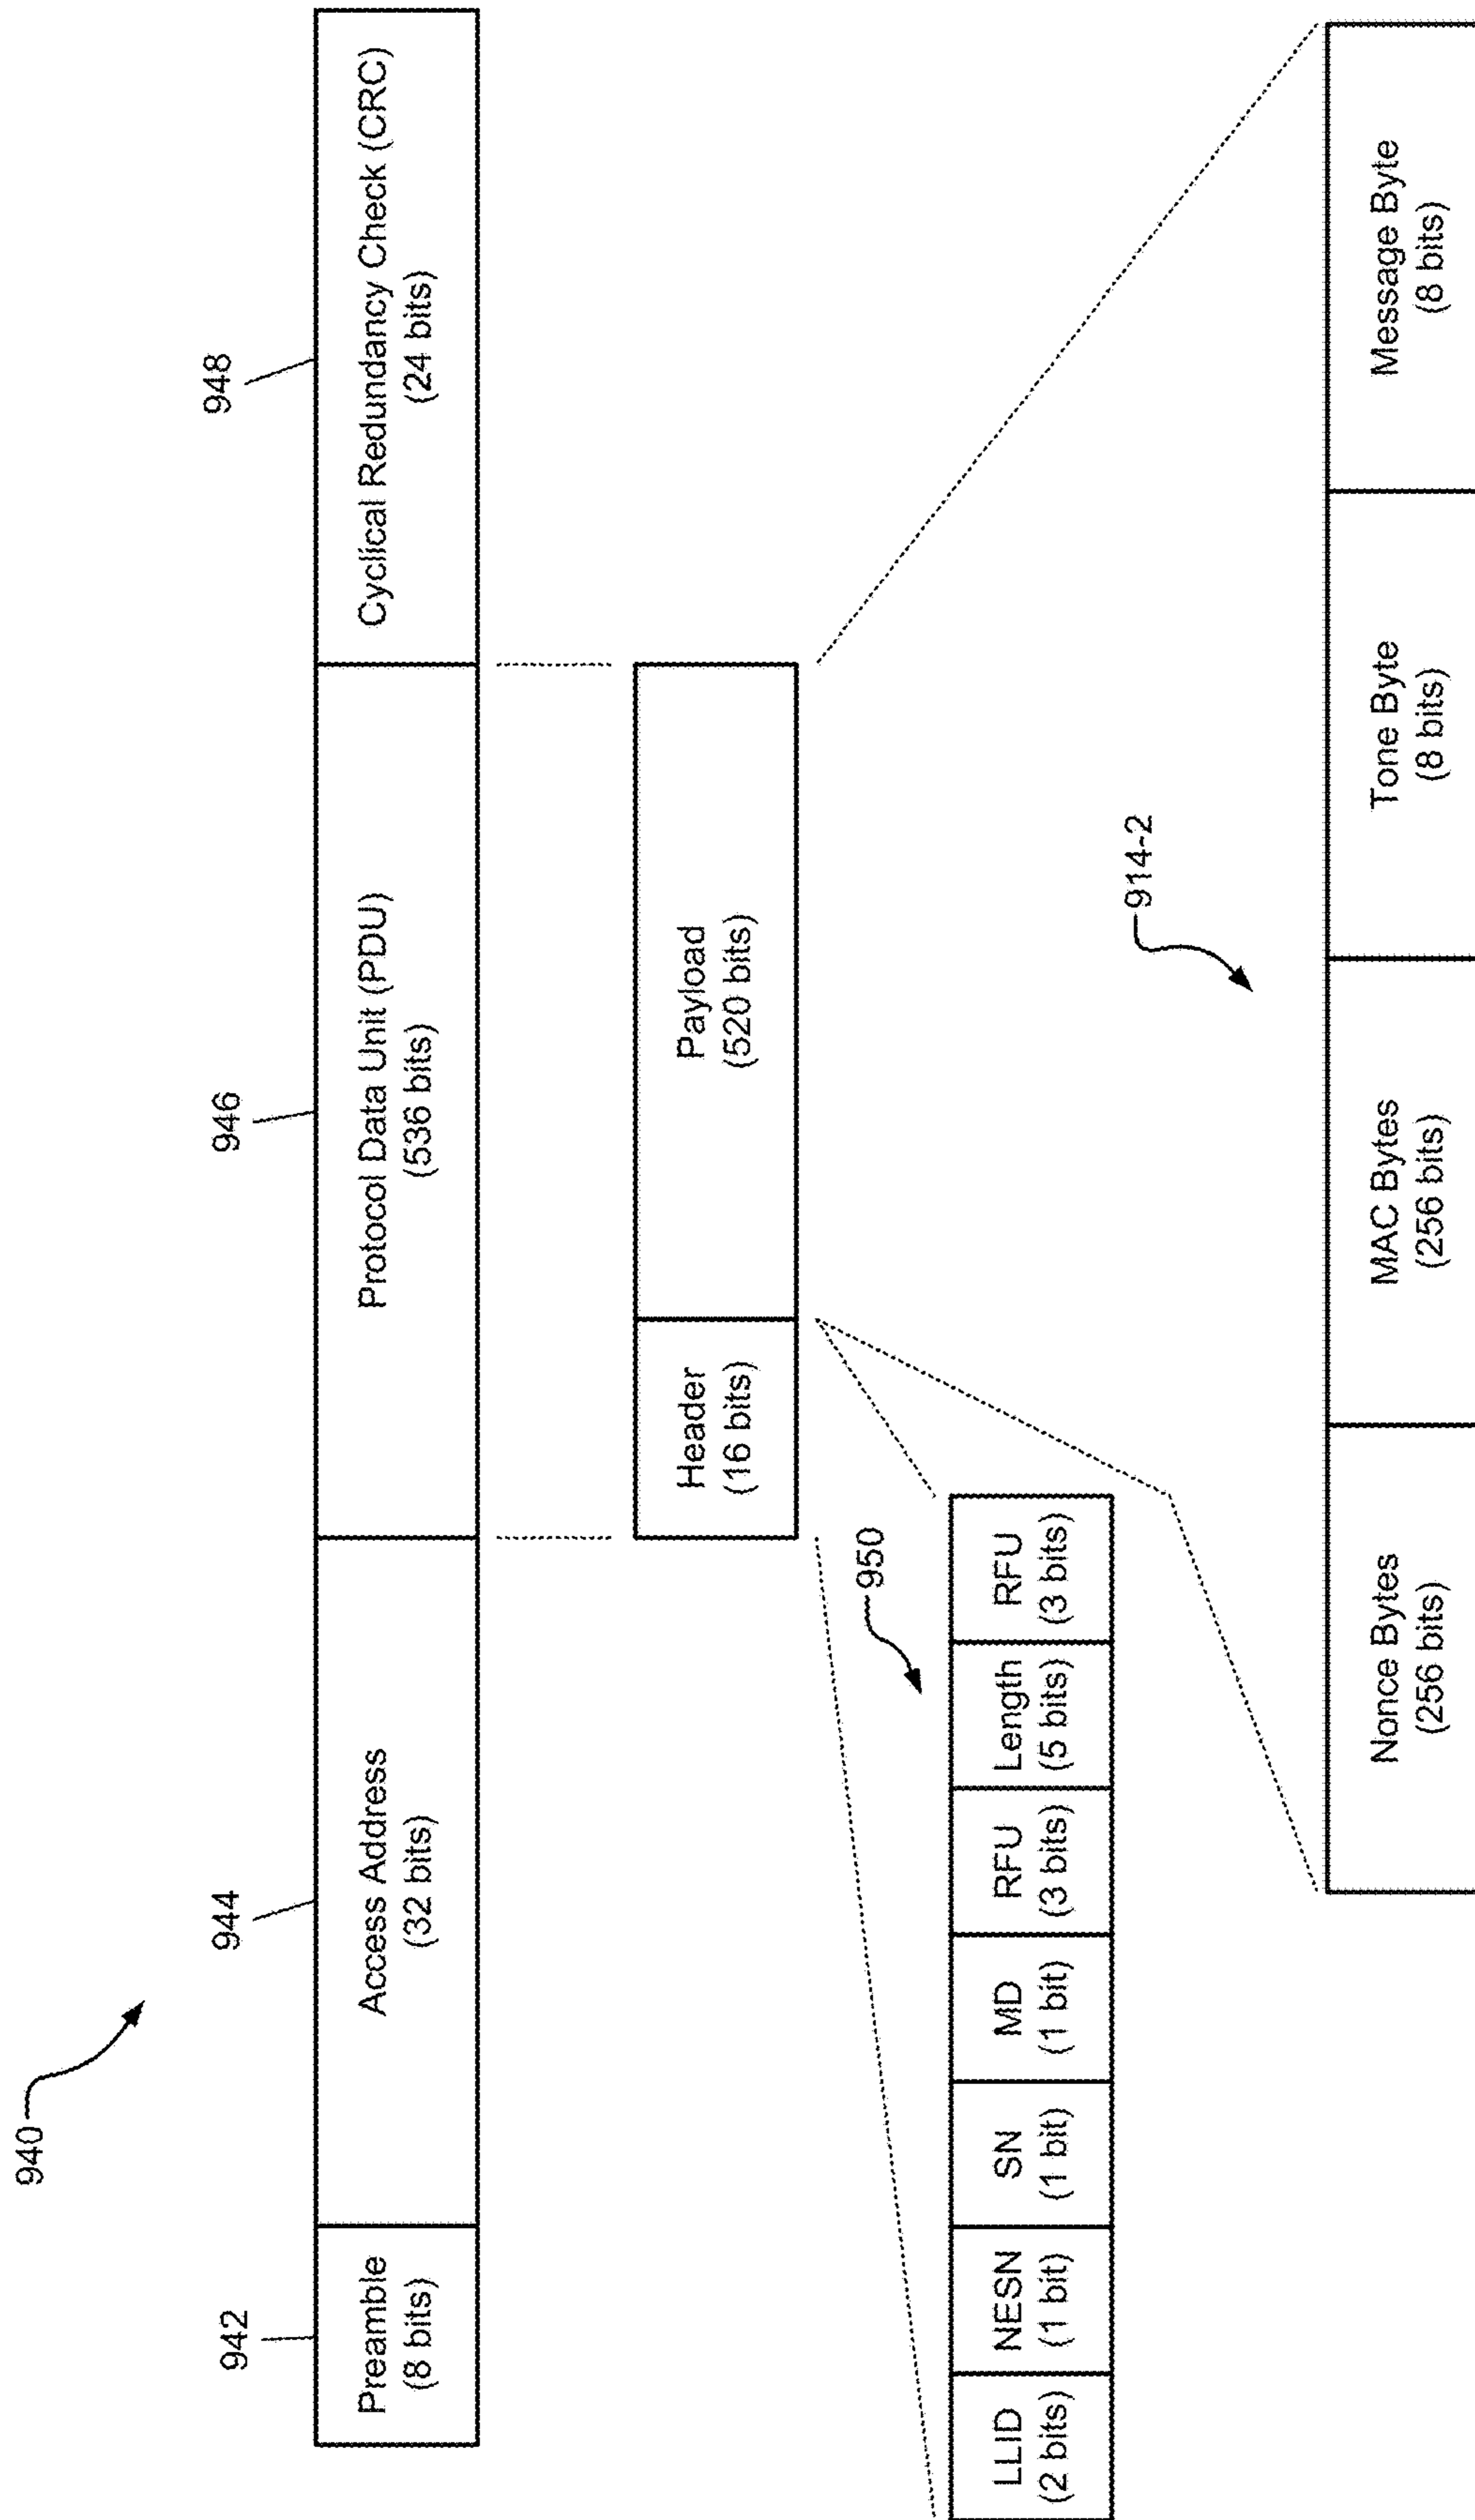 940
942
944
946
948
Preamble
(8 bits)
Access Address
(32 bits)
Protocol Data Unit (PDU)
(536 bits)
Cyclical Redundancy Check (CRC)
(24 bits)
Header
(16 bits)
Payload
(520 bits)
950
LLID
(2 bits)
NESN
(1 bit)
SN
(1 bit)
MD
(1 bit)
RFU
(3 bits)
Length
(5 bits)
RFU
(3 bits)
914-2
Nonce Bytes
(256 bits)
MAC Bytes
(256 bits)
Tone Byte
(8 bits)
Message Byte
(8 bits)